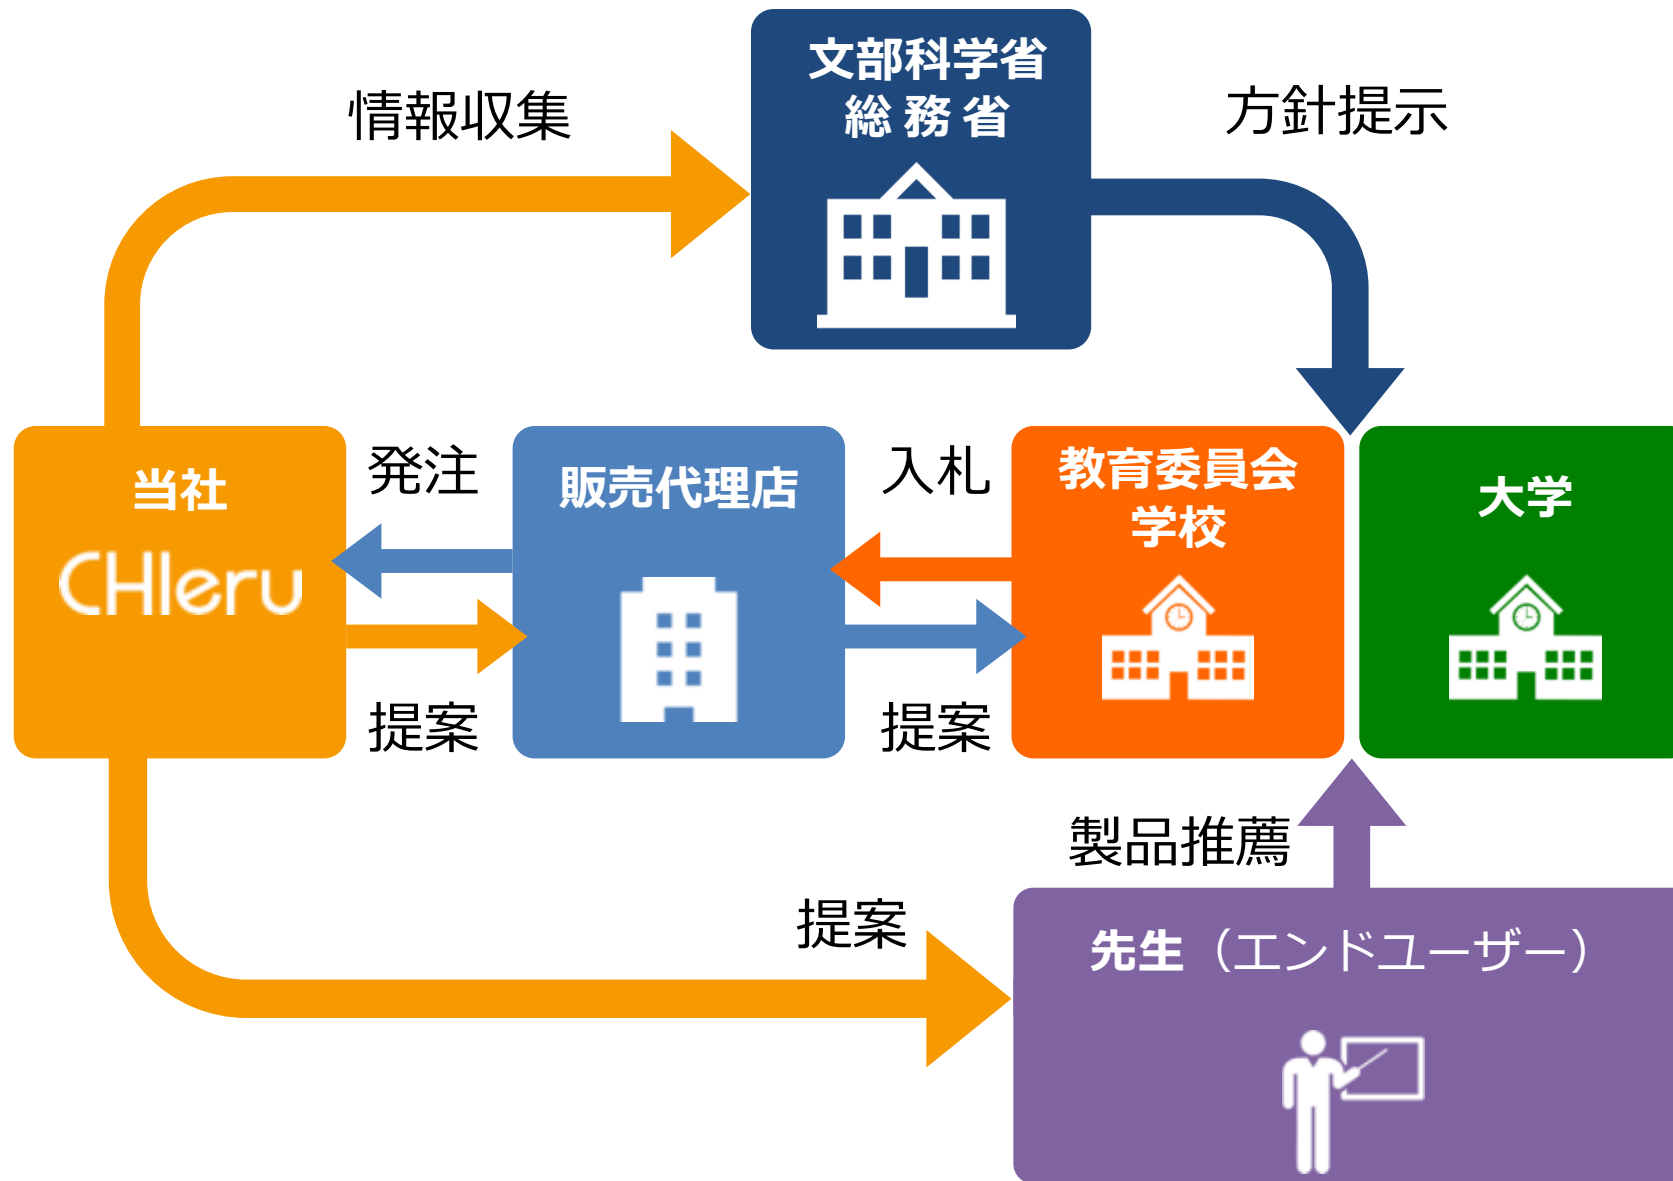 文部科学省
総務省
情報収集
方針提示
当社
CHIeru
発注
提案
販売代理店
入札
提案
教育委員会
学校
大学
製品推薦
提案
先生（エンドユーザー）